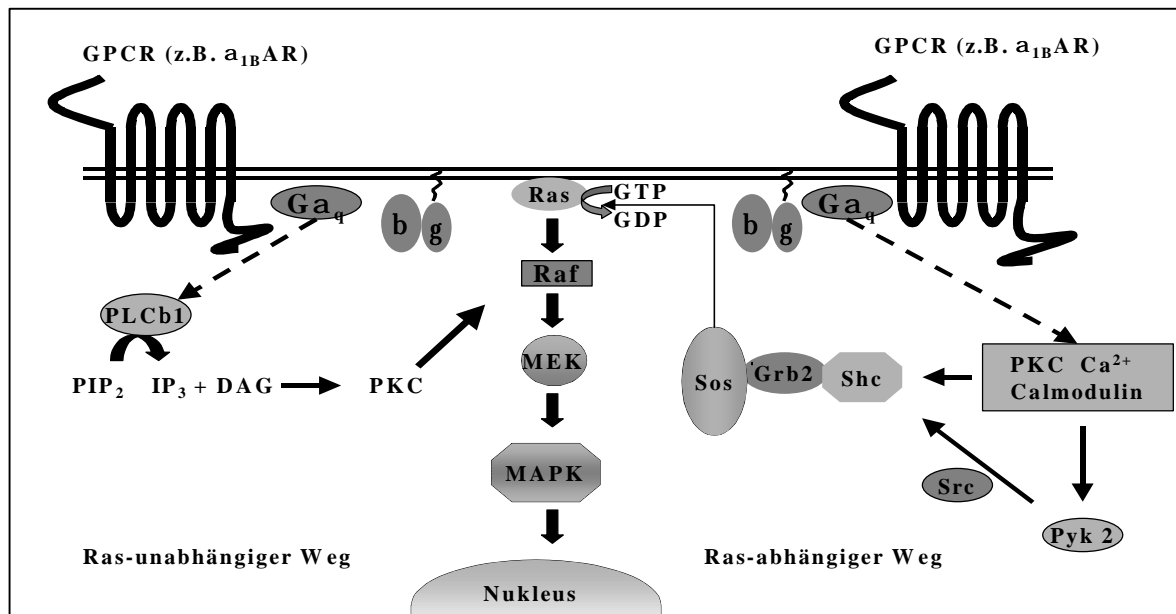 GPCR (z.B. a1BAR)
GPCR (z.B. a1BAR)
Gaq
b g
Ras
GTP
GDP
b g
Gaq
Raf
PLCb1
MEK
PIP2 IP3 + DAG
PKC
Sos
Grb2
Shc
PKC Ca2+
Calmodulin
MAPK
Src
Pyk 2
Ras-unabhängiger Weg
Ras-abhängiger Weg
Nukleus